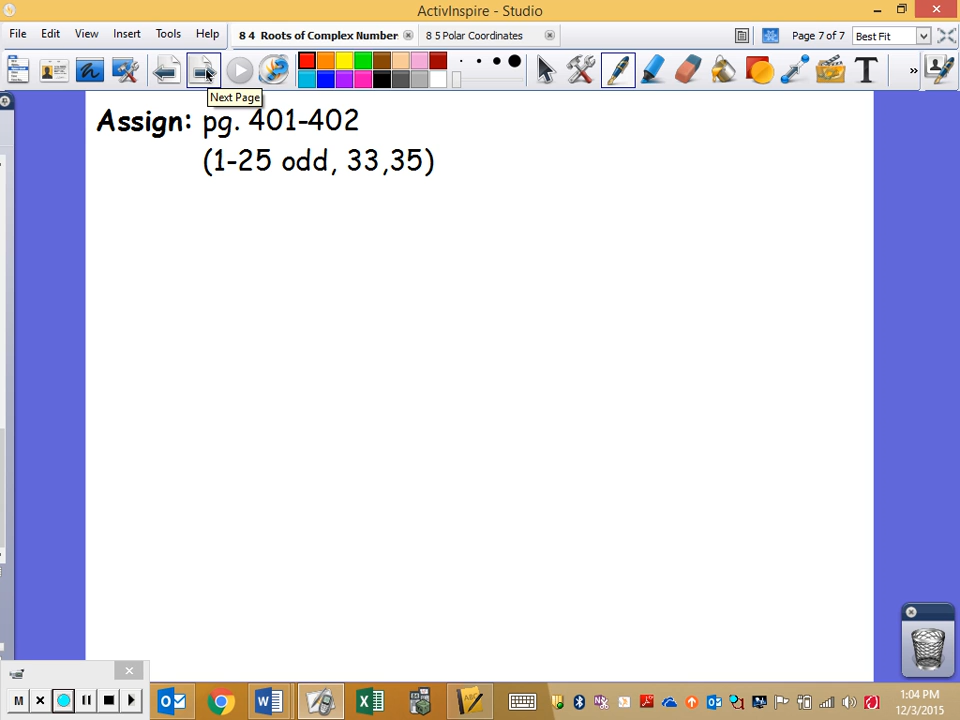 ActivInspire - Studio
File Edit View Insert Tools Help
8 4 Roots of Complex Number
8 5 Polar Coordinates
Page 7 of 7
Best Fit
T
»
Next Page
Assign: pg. 401-402
(1-25 odd, 33,35)
M
1:04 PM
12/3/2015